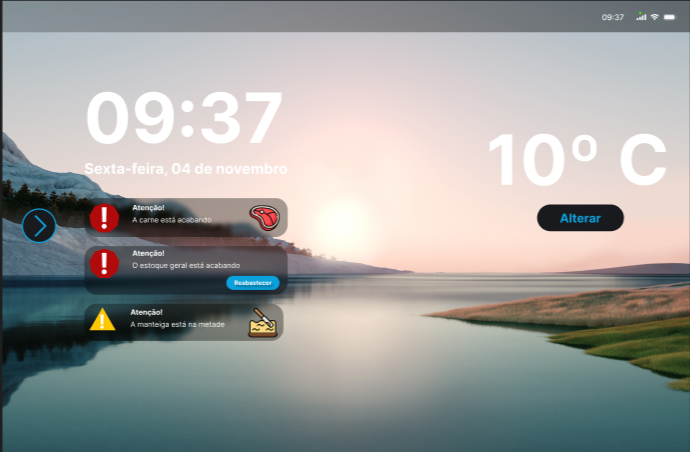 09:37
09:37
Sexta-feira, 04 de novembro
10º C
Alterar
Atenção!
A carne está acabando
Atenção!
O estoque geral está acabando
Reabastecer
Atenção!
A manteiga está na metade